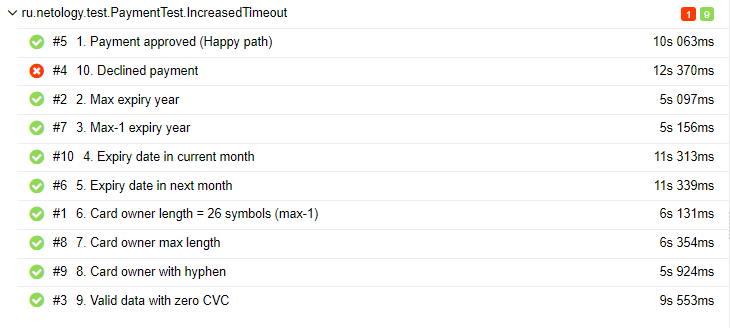 ru.netology.test.PaymentTest.IncreasedTimeout 1 9
#5 1. Payment approved (Happy path) 10s 063ms
#4 10. Declined payment 12s 370ms
#2 2. Max expiry year 5s 097ms
#7 3. Max-1 expiry year 5s 156ms
#10 4. Expiry date in current month 11s 313ms
#6 5. Expiry date in next month 11s 339ms
#1 6. Card owner length = 26 symbols (max-1) 6s 131ms
#8 7. Card owner max length 6s 354ms
#9 8. Card owner with hyphen 5s 924ms
#3 9. Valid data with zero CVC 9s 553ms